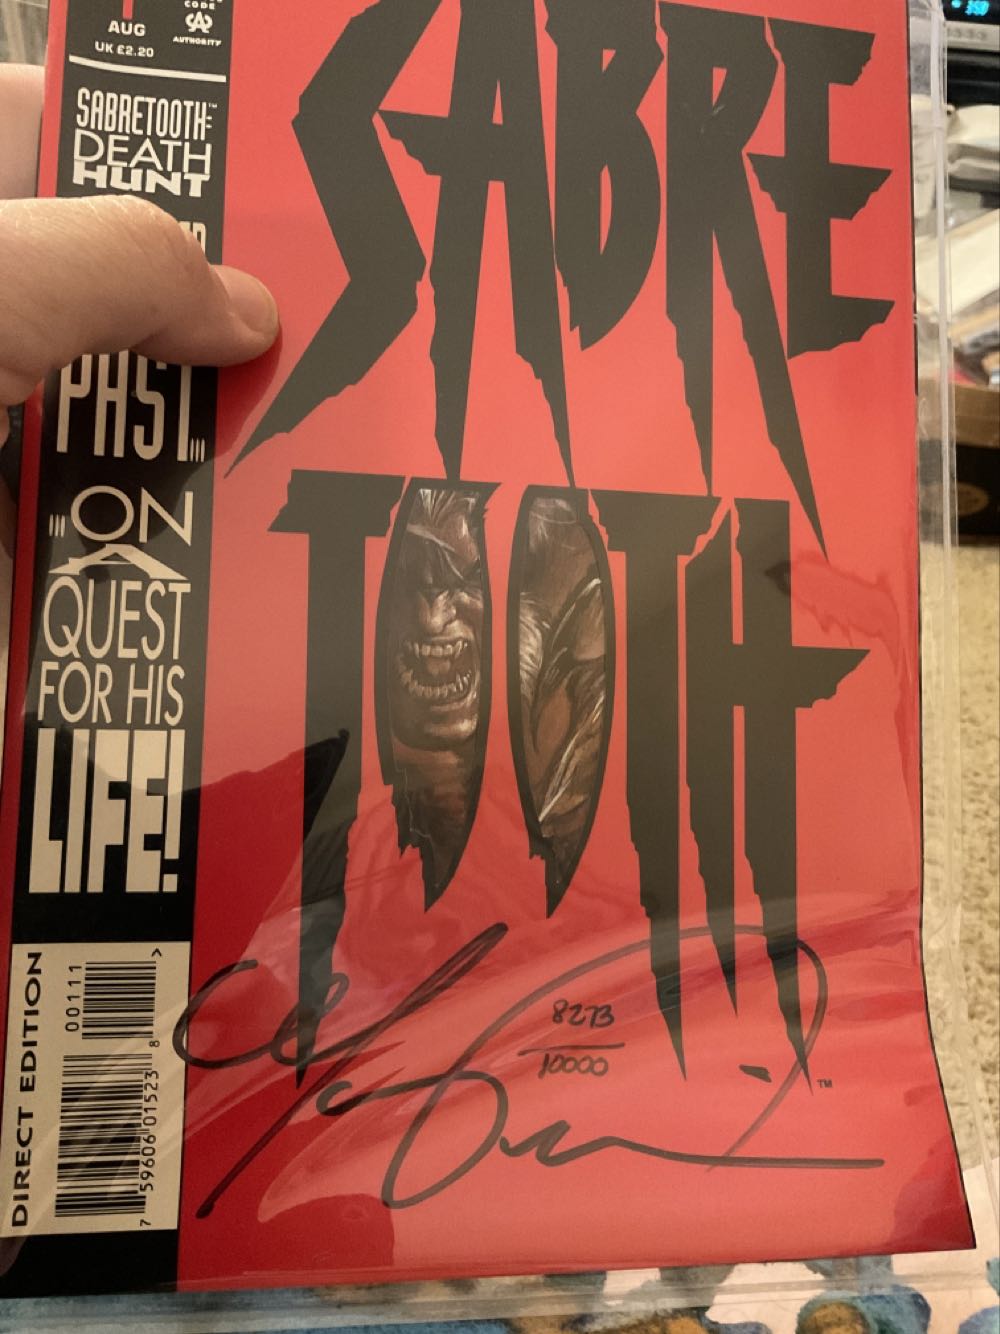 CODE
AUTHORITY
AUG
UK £2.20
SABRETOOTH:™
DEATH
HUNT
PAST...
...ON
A
QUEST
FOR HIS
LIFE!
SABRE
TOOTH
TM
8273
10000
DIRECT EDITION
00111
7 59606 01523 8